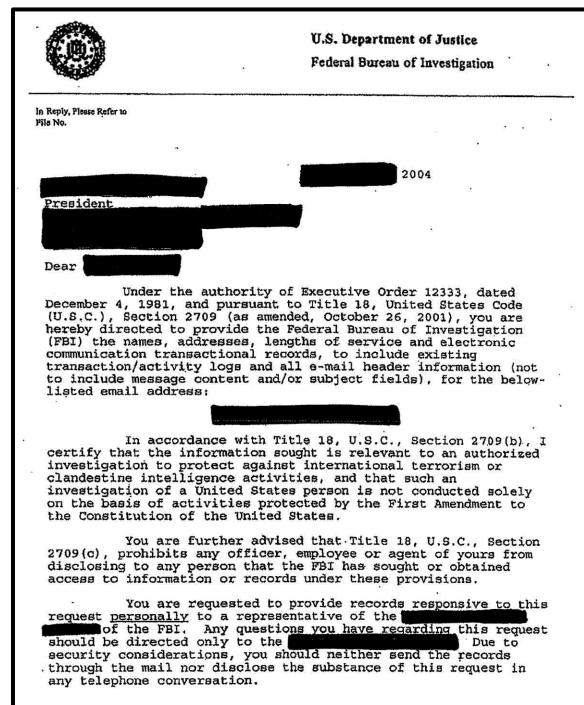 U.S. Department of Justice
Federal Bureau of Investigation
In Reply, Please Refer to
File No.
2004
President
Dear
Under the authority of Executive Order 12333, dated
December 4, 1981, and pursuant to Title 18, United States Code
(U.S.C.), Section 2709 (as amended, October 26, 2001), you are
hereby directed to provide the Federal Bureau of Investigation
(FBI) the names, addresses, lengths of service and electronic
communication transactional records, to include existing
transaction/activity logs and all e-mail header information (not
to include message content and/or subject fields), for the below-
listed email address:
In accordance with Title 18, U.S.C., Section 2709(b), I
certify that the information sought is relevant to an authorized
investigation to protect against international terrorism or
clandestine intelligence activities, and that such an
investigation of a United States person is not conducted solely
on the basis of activities protected by the First Amendment to
the Constitution of the United States.
You are further advised that Title 18, U.S.C., Section
2709(c), prohibits any officer, employee or agent of yours from
disclosing to any person that the FBI has sought or obtained
access to information or records under these provisions.
You are requested to provide records responsive to this
request personally to a representative of the
of the FBI. Any questions you have regarding this request
should be directed only to the Due to
security considerations, you should neither send the records
through the mail nor disclose the substance of this request in
any telephone conversation.